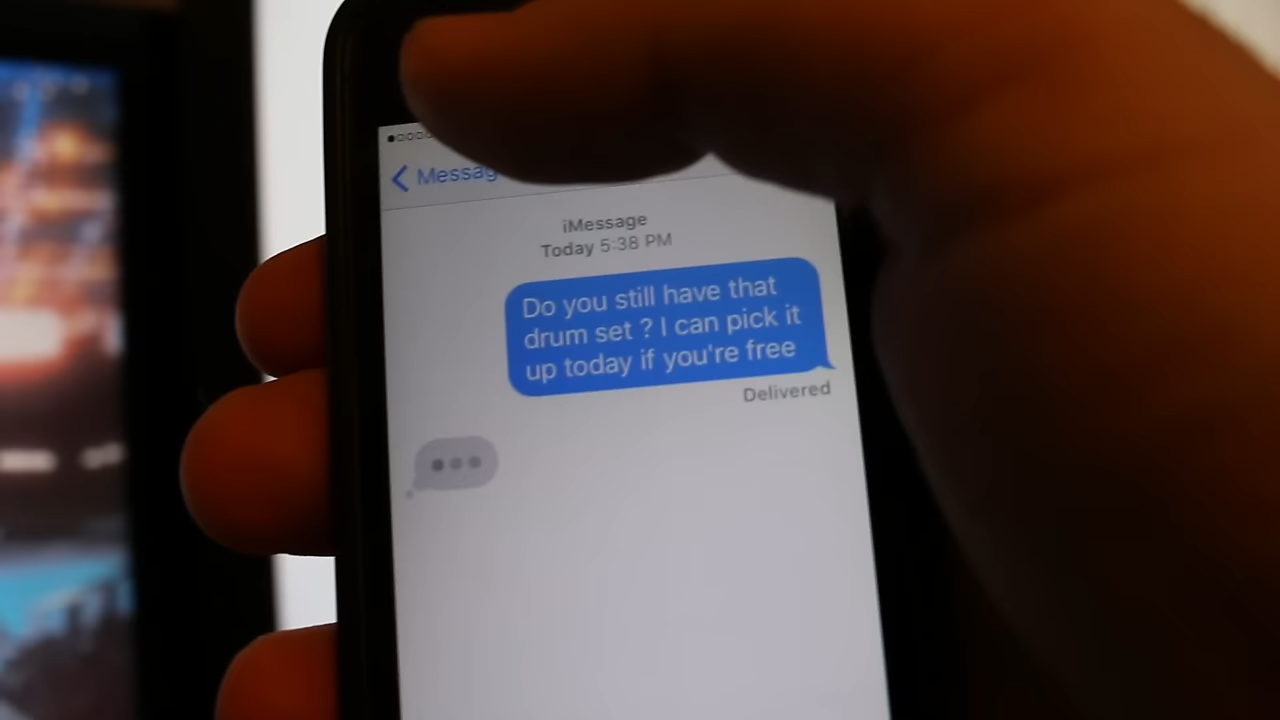 iMessage
Today 5:38 PM
Do you still have that
drum set ? I can pick it
up today if you're free
Delivered